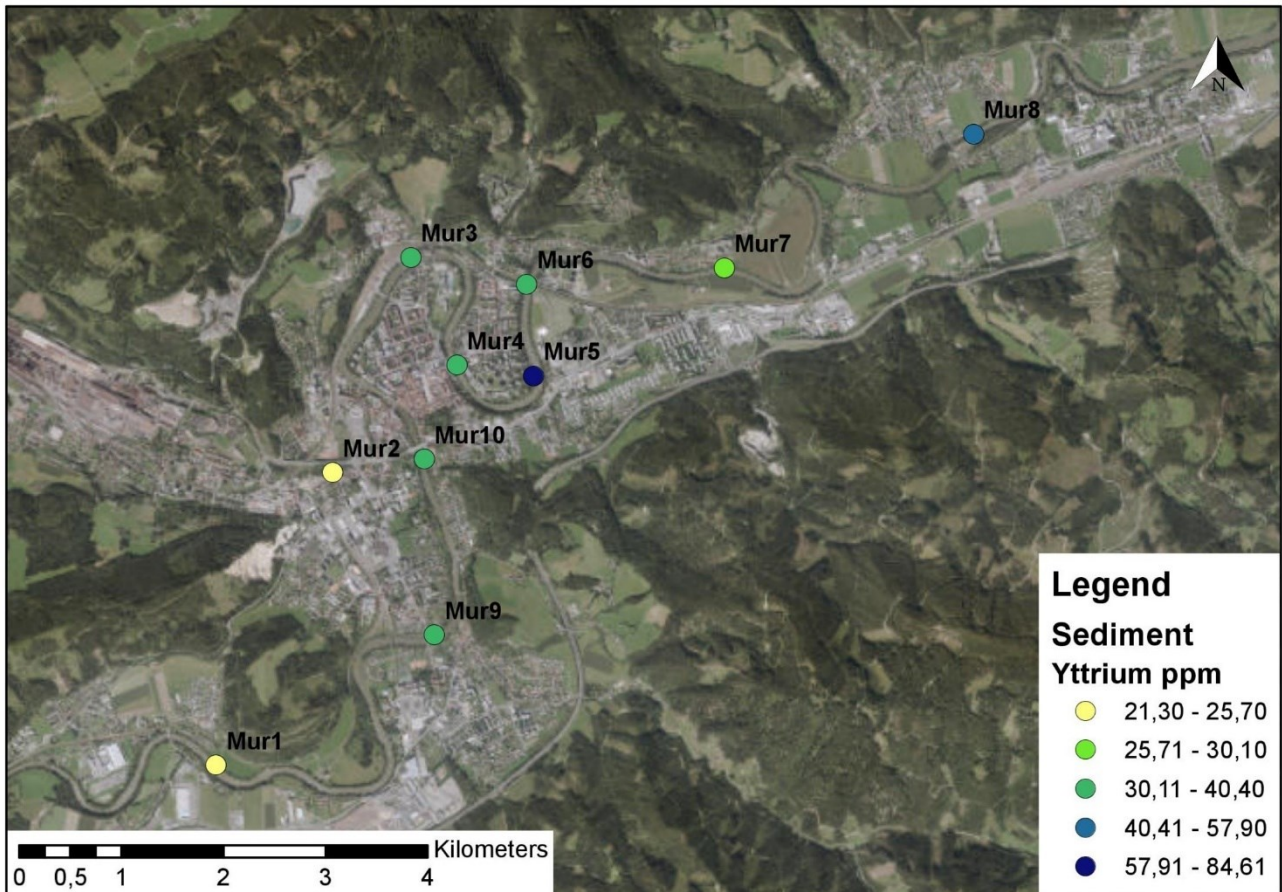 N
Mur8
Mur3
Mur6
Mur7
Mur4
Mur5
Mur10
Mur2
Mur9
Mur1
Legend
Sediment
Yttrium ppm
21,30 - 25,70
25,71 - 30,10
30,11 - 40,40
40,41 - 57,90
57,91 - 84,61
Kilometers
0 0,5 1 2 3 4